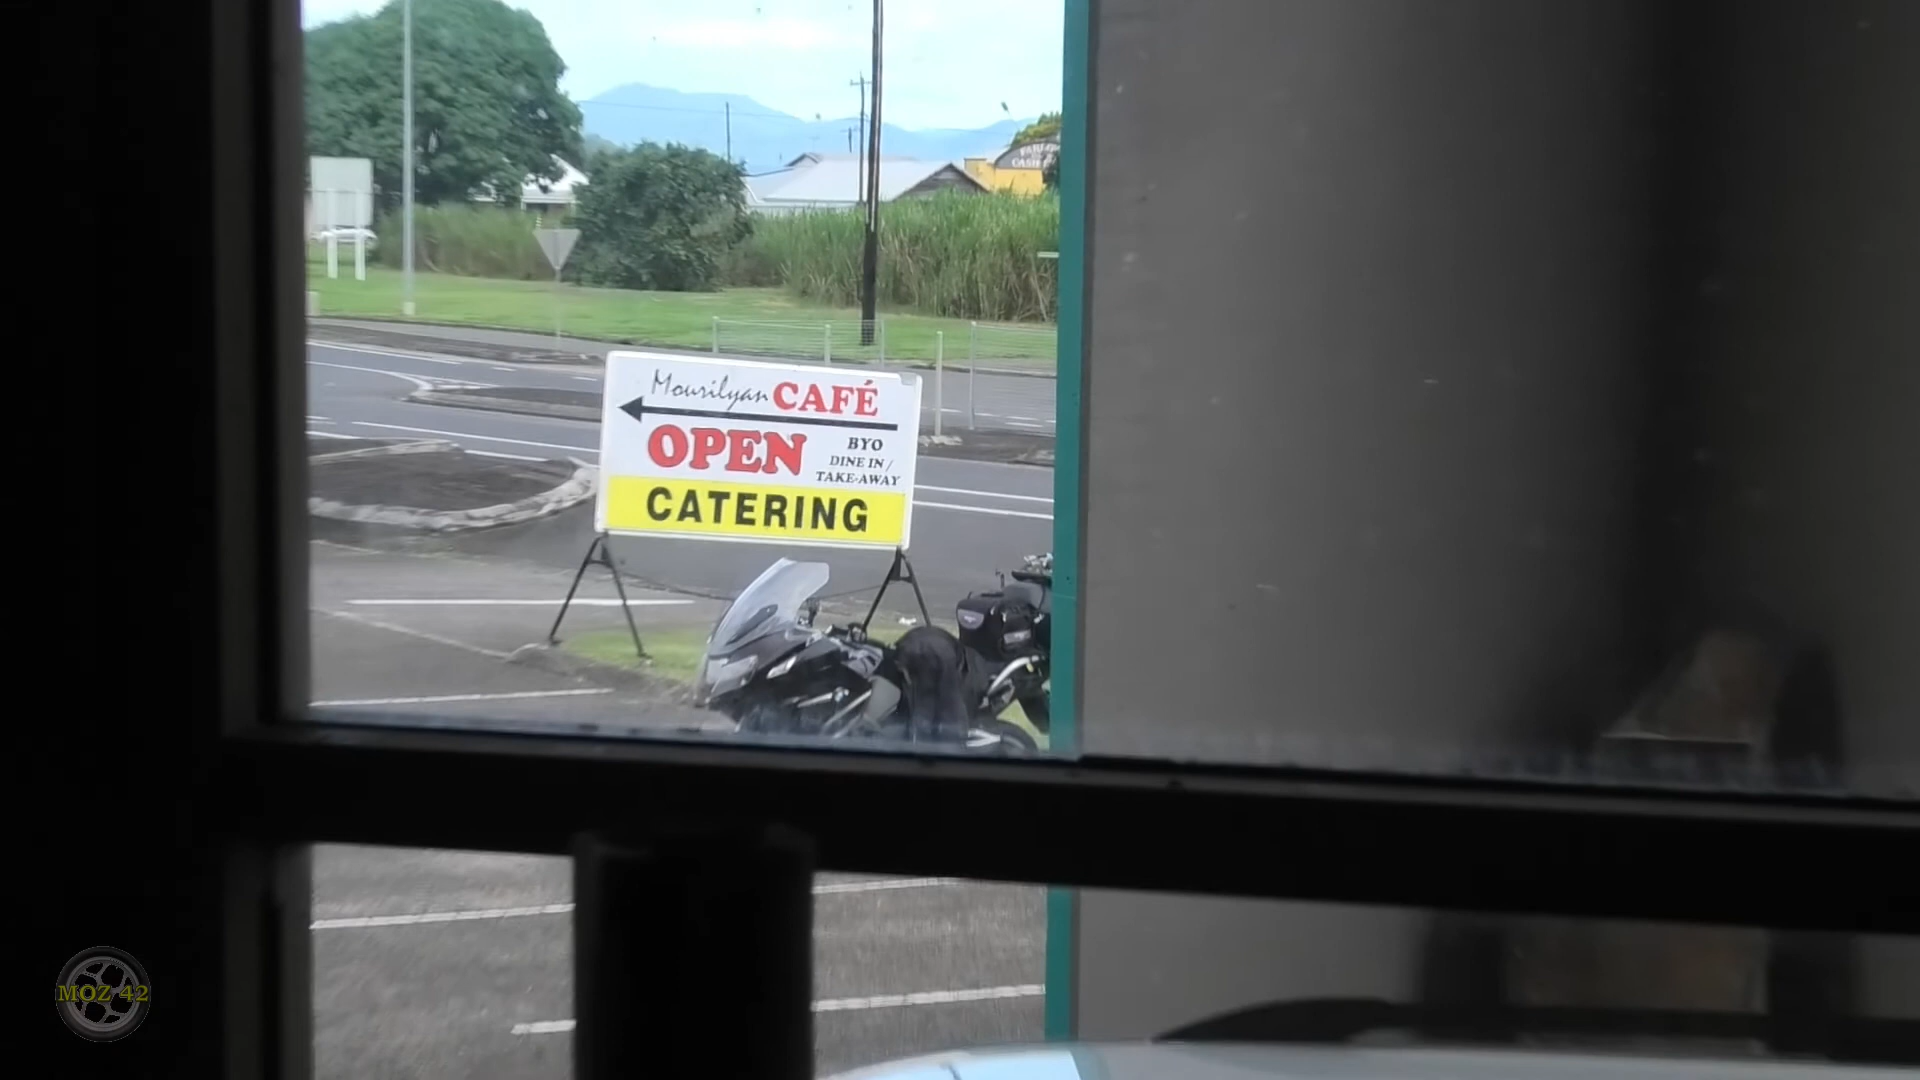 Mourilyan CAFÉ
OPEN
BYO
DINE IN /
TAKE-AWAY
CATERING
MOZ 42